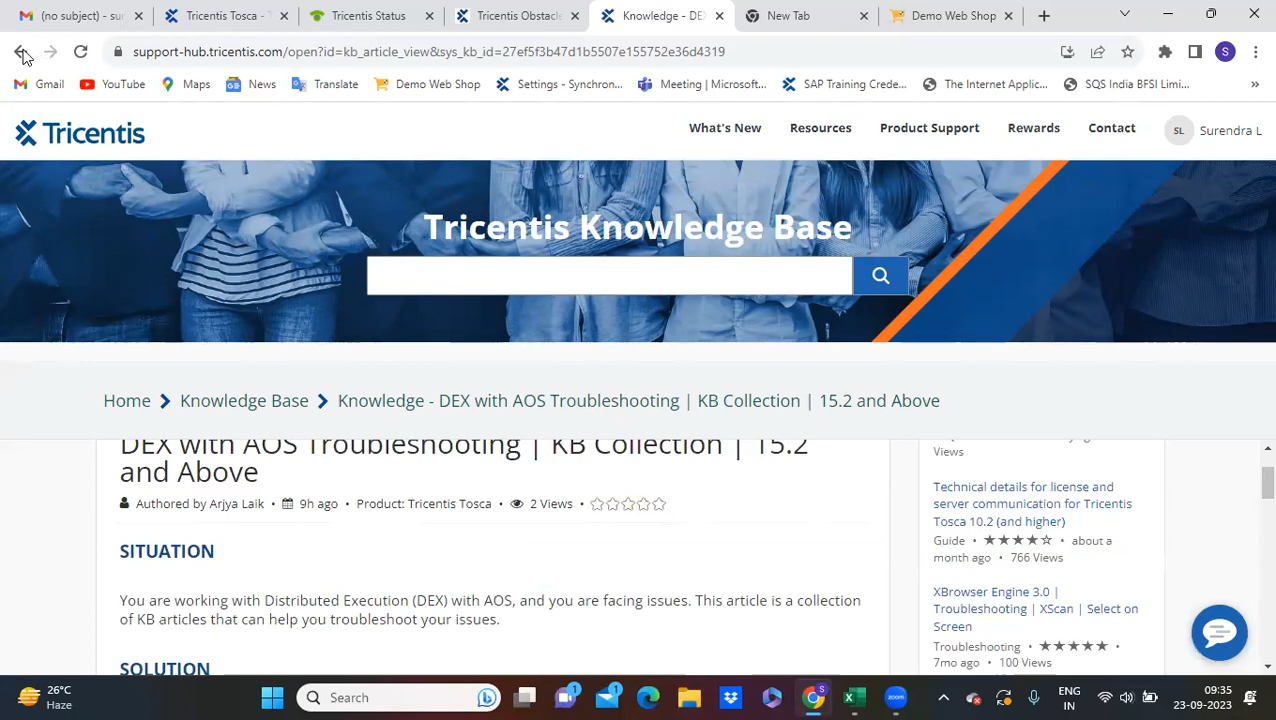 (no subject) - sur
Tricentis Tosca - T
Tricentis Status
Tricentis Obstacle
Knowledge - DE
New Tab
Demo Web Shop
support-hub.tricentis.com/open?id=kb_article_view&sys_kb_id=27ef5f3b47d1b5507e155752e36d4319
S
Gmail
YouTube
Maps
News
Translate
Demo Web Shop
Settings - Synchron...
Meeting | Microsoft...
SAP Training Crede...
The Internet Applic...
SQS India BFSI Limi...
»
Tricentis
What's New
Resources
Product Support
Rewards
Contact
SL
Surendra L
Tricentis Knowledge Base
Home
Knowledge Base
Knowledge - DEX with AOS Troubleshooting | KB Collection | 15.2 and Above
DEX with AOS Troubleshooting | KB Collection | 15.2
and Above
Authored by Arjya Laik • 9h ago • Product: Tricentis Tosca • 2 Views •
SITUATION
You are working with Distributed Execution (DEX) with AOS, and you are facing issues. This article is a collection
of KB articles that can help you troubleshoot your issues.
SOLUTION
Views
Technical details for license and
server communication for Tricentis
Tosca 10.2 (and higher)
Guide • ★★★★☆ • about a
month ago • 766 Views
XBrowser Engine 3.0 |
Troubleshooting | XScan | Select on
Screen
Troubleshooting • ★★★★★ •
7mo ago • 100 Views
26°C
Haze
Search
1
1
S
ENG
IN
09:35
23-09-2023